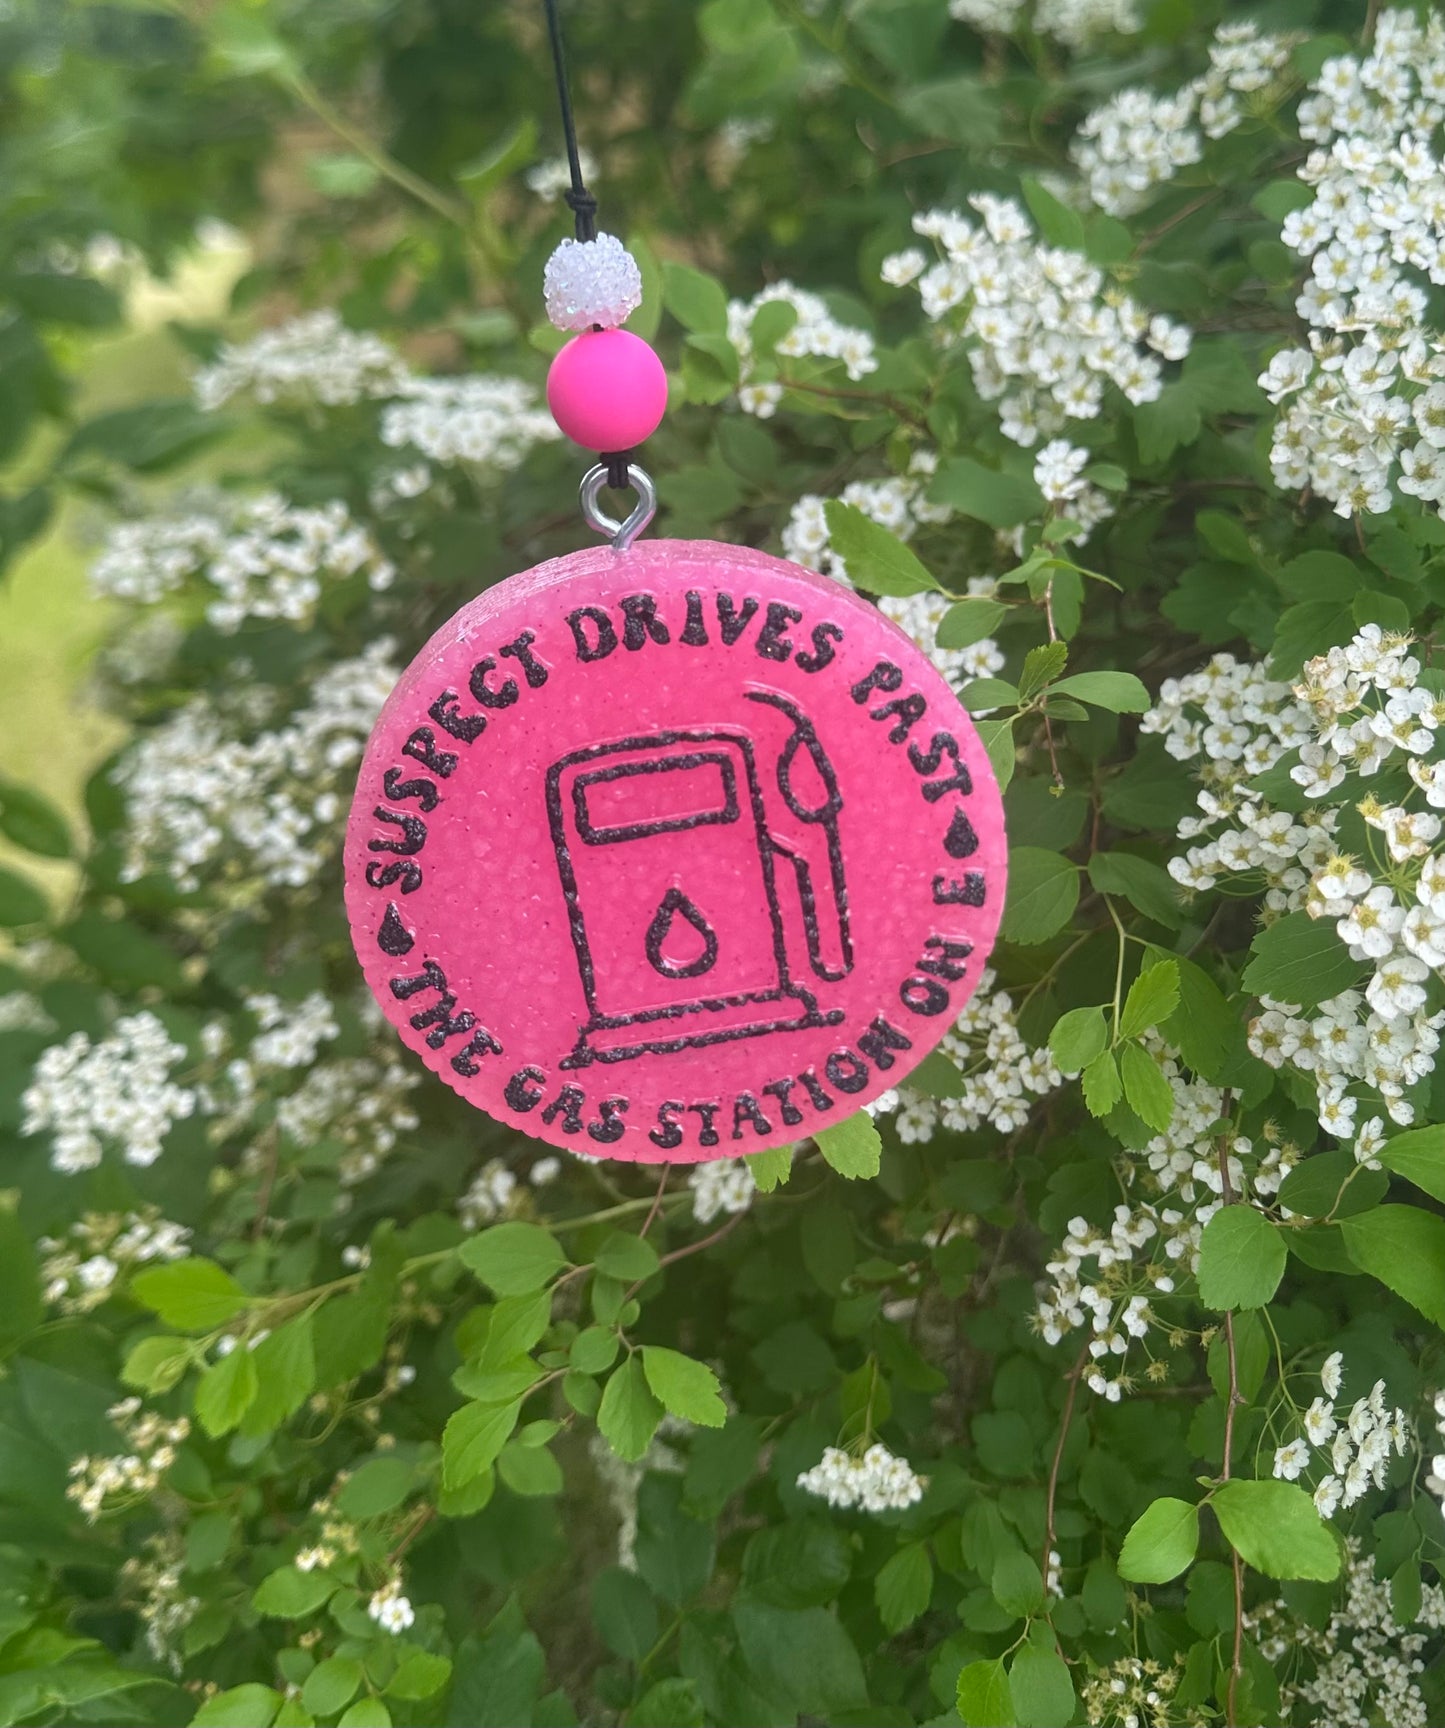 SUSPECT DRIVES PAST
THE GAS STATION ON E